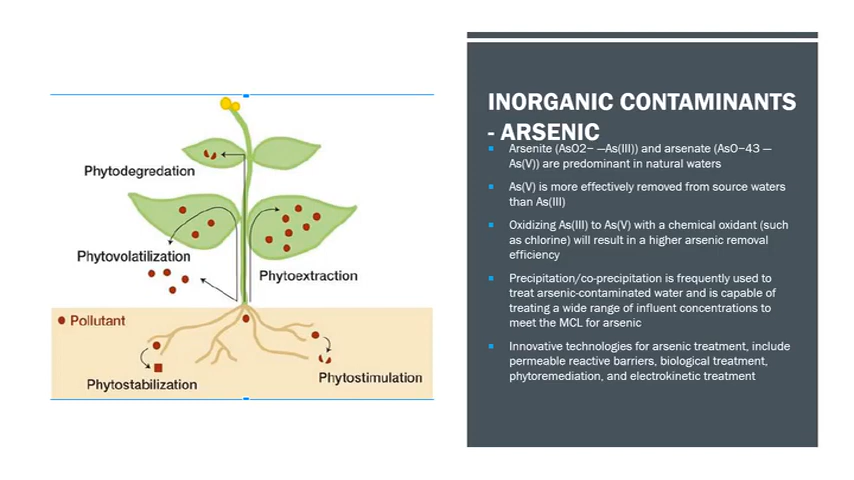 Phytodegredation
Phytovolatilization
Phytoextraction
Pollutant
Phytostabilization
Phytostimulation
INORGANIC CONTAMINANTS
- ARSENIC
Arsenite (AsO2− —As(III)) and arsenate (AsO−43 —
As(V)) are predominant in natural waters
As(V) is more effectively removed from source waters
than As(III)
Oxidizing As(III) to As(V) with a chemical oxidant (such
as chlorine) will result in a higher arsenic removal
efficiency
Precipitation/co-precipitation is frequently used to
treat arsenic-contaminated water and is capable of
treating a wide range of influent concentrations to
meet the MCL for arsenic
Innovative technologies for arsenic treatment, include
permeable reactive barriers, biological treatment,
phytoremediation, and electrokinetic treatment